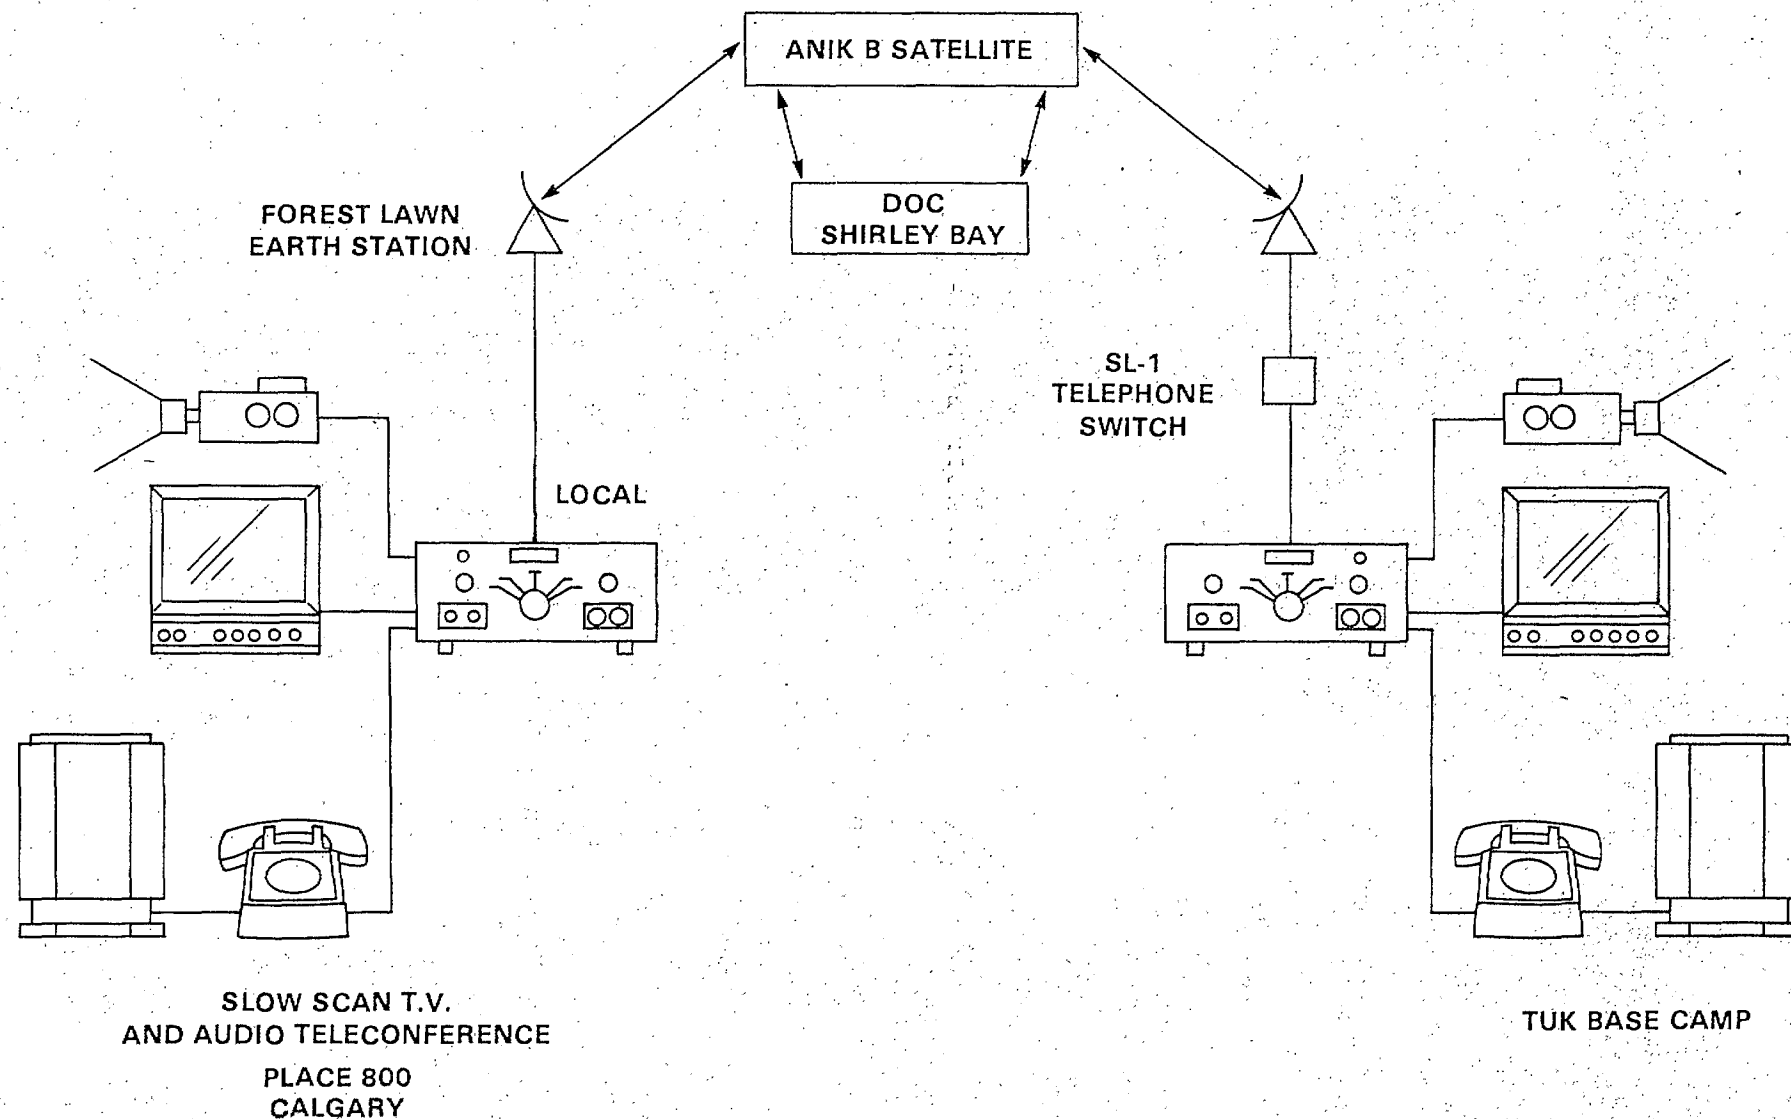 ANIK B SATELLITE
DOC
SHIRLEY BAY
FOREST LAWN
EARTH STATION
SL-1
TELEPHONE
SWITCH
LOCAL
SLOW SCAN T.V.
AND AUDIO TELECONFERENCE
PLACE 800
CALGARY
TUK BASE CAMP